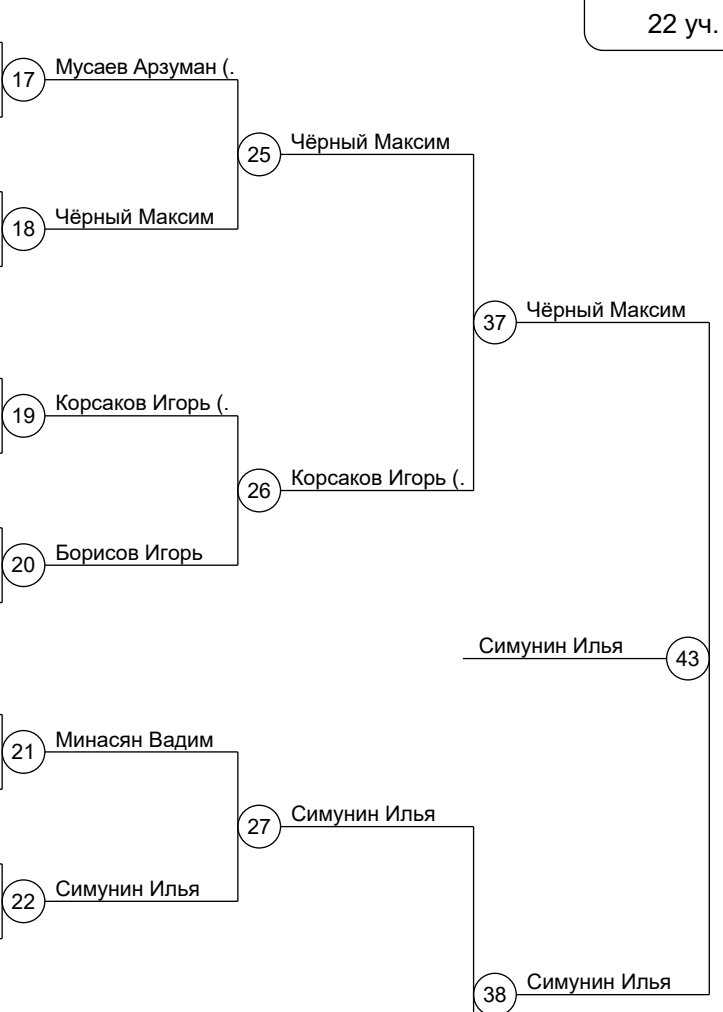 22 уч.
17 Мусаев Арзуман (.
25 Чёрный Максим
18 Чёрный Максим
37 Чёрный Максим
19 Корсаков Игорь (.
26 Корсаков Игорь (.
20 Борисов Игорь
Симунин Илья 43
21 Минасян Вадим
27 Симунин Илья
22 Симунин Илья
38 Симунин Илья